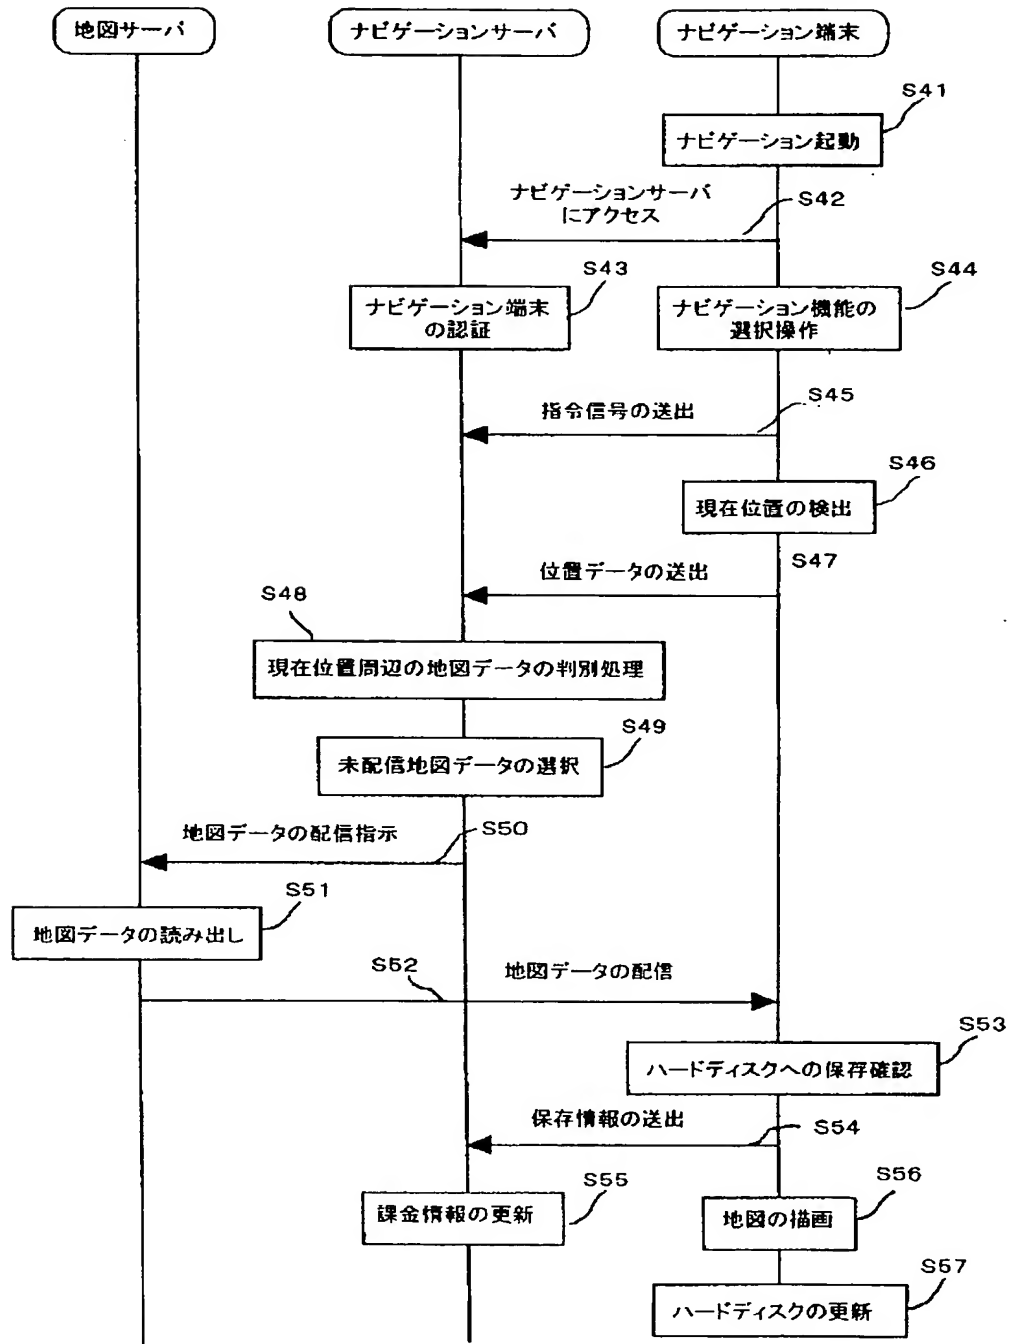 地図サーバ
ナビゲーションサーバ
ナビゲーション端末
S41
ナビゲーション起動
ナビゲーションサーバ
にアクセス
S42
S43
ナビゲーション端末
の認証
S44
ナビゲーション機能の
選択操作
指令信号の送出
S45
S46
現在位置の検出
S47
位置データの送出
S48
現在位置周辺の地図データの判別処理
S49
未配信地図データの選択
地図データの配信指示
S50
S51
地図データの読み出し
S52
地図データの配信
S53
ハードディスクへの保存確認
保存情報の送出
S54
S55
課金情報の更新
S56
地図の描画
S57
ハードディスクの更新